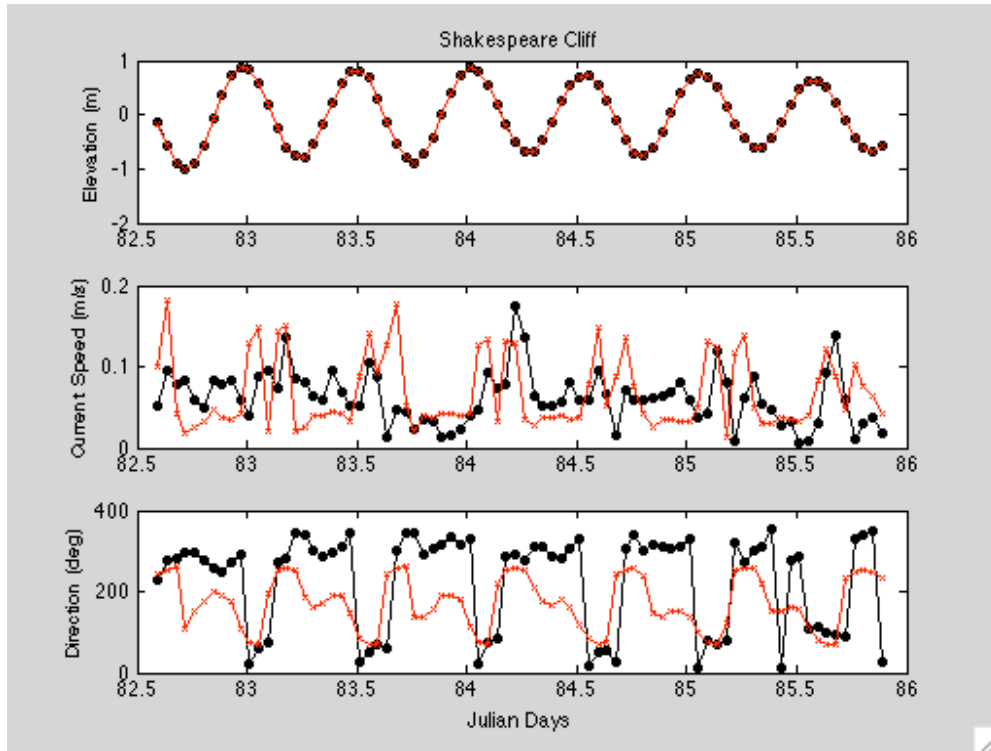 Shakespeare Cliff
Elevation (m)
1
0
-1
-2
82.5 83 83.5 84 84.5 85 85.5 86
Current Speed (m/s)
0.2
0.1
0
82.5 83 83.5 84 84.5 85 85.5 86
Direction (deg)
400
200
0
82.5 83 83.5 84 84.5 85 85.5 86
Julian Days